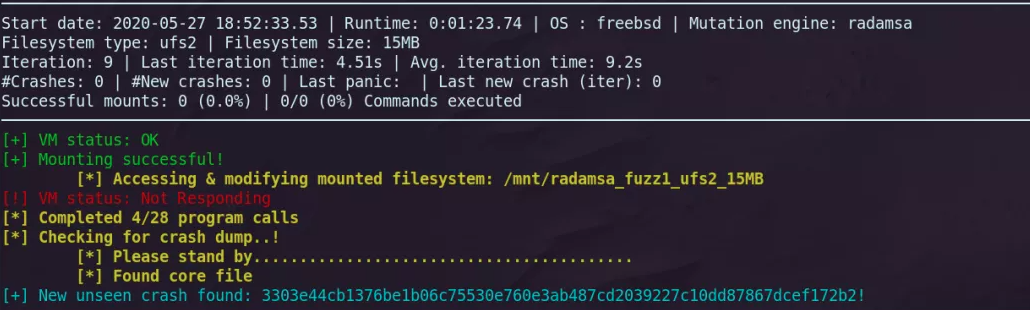 Start date: 2020-05-27 18:52:33.53 | Runtime: 0:01:23.74 | OS : freebsd | Mutation engine: radamsa
Filesystem type: ufs2 | Filesystem size: 15MB
Iteration: 9 | Last iteration time: 4.51s | Avg. iteration time: 9.2s
#Crashes: 0 | #New crashes: 0 | Last panic:  | Last new crash (iter): 0
Successful mounts: 0 (0.0%) | 0/0 (0%) Commands executed
[+] VM status: OK
[+] Mounting successful!
[*] Accessing & modifying mounted filesystem: /mnt/radamsa_fuzz1_ufs2_15MB
[!] VM status: Not Responding
[*] Completed 4/28 program calls
[*] Checking for crash dump..!
[*] Please stand by.........................................
[*] Found core file
[+] New unseen crash found: 3303e44cb1376be1b06c75530e760e3ab487cd2039227c10dd87867dcef172b2!